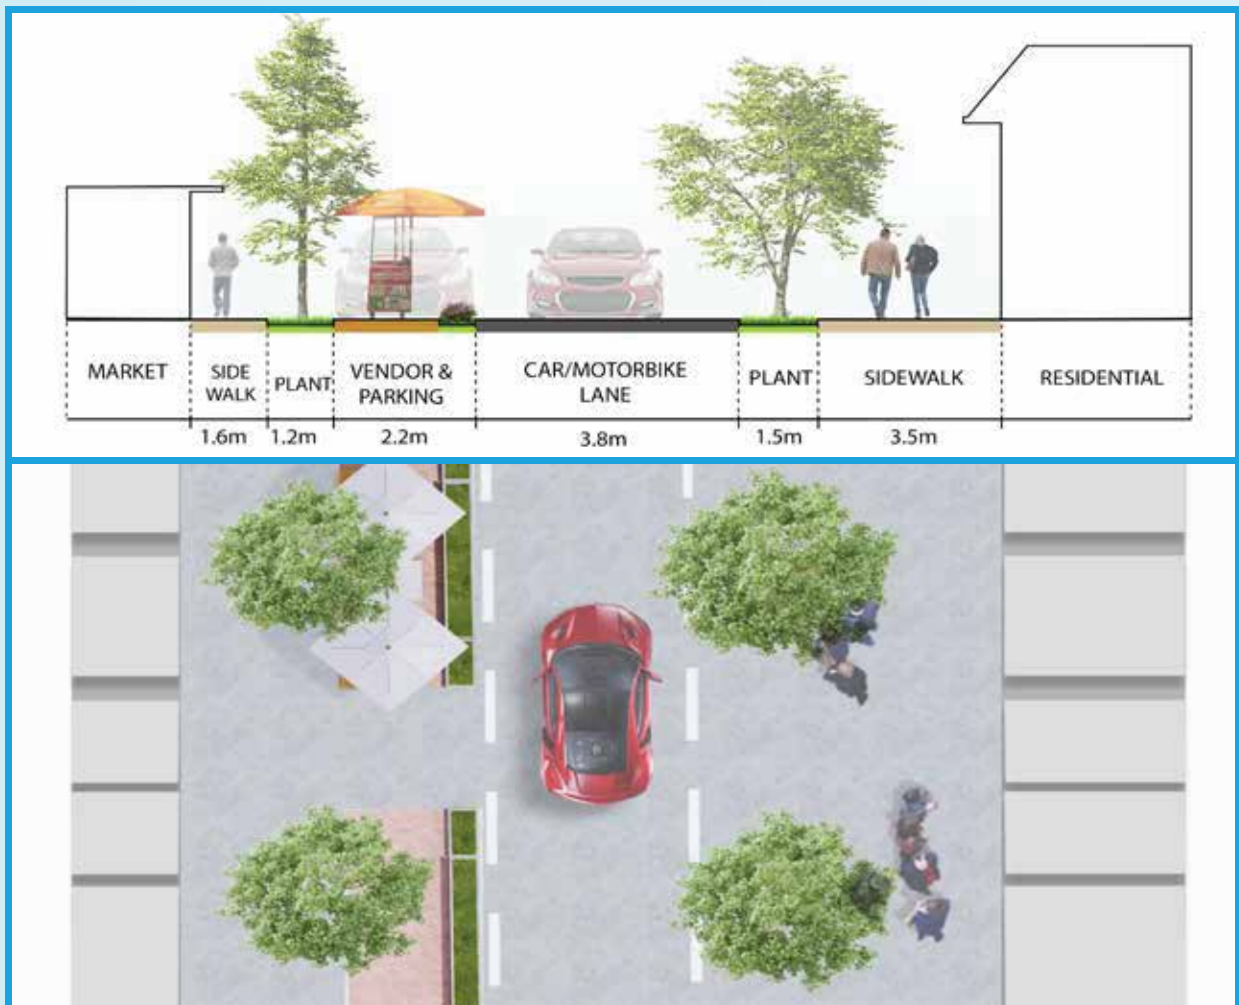 MARKET
SIDE
WALK
PLANT
VENDOR &
PARKING
CAR/MOTORBIKE
LANE
PLANT
SIDEWALK
RESIDENTIAL
1.6m
1.2m
2.2m
3.8m
1.5m
3.5m